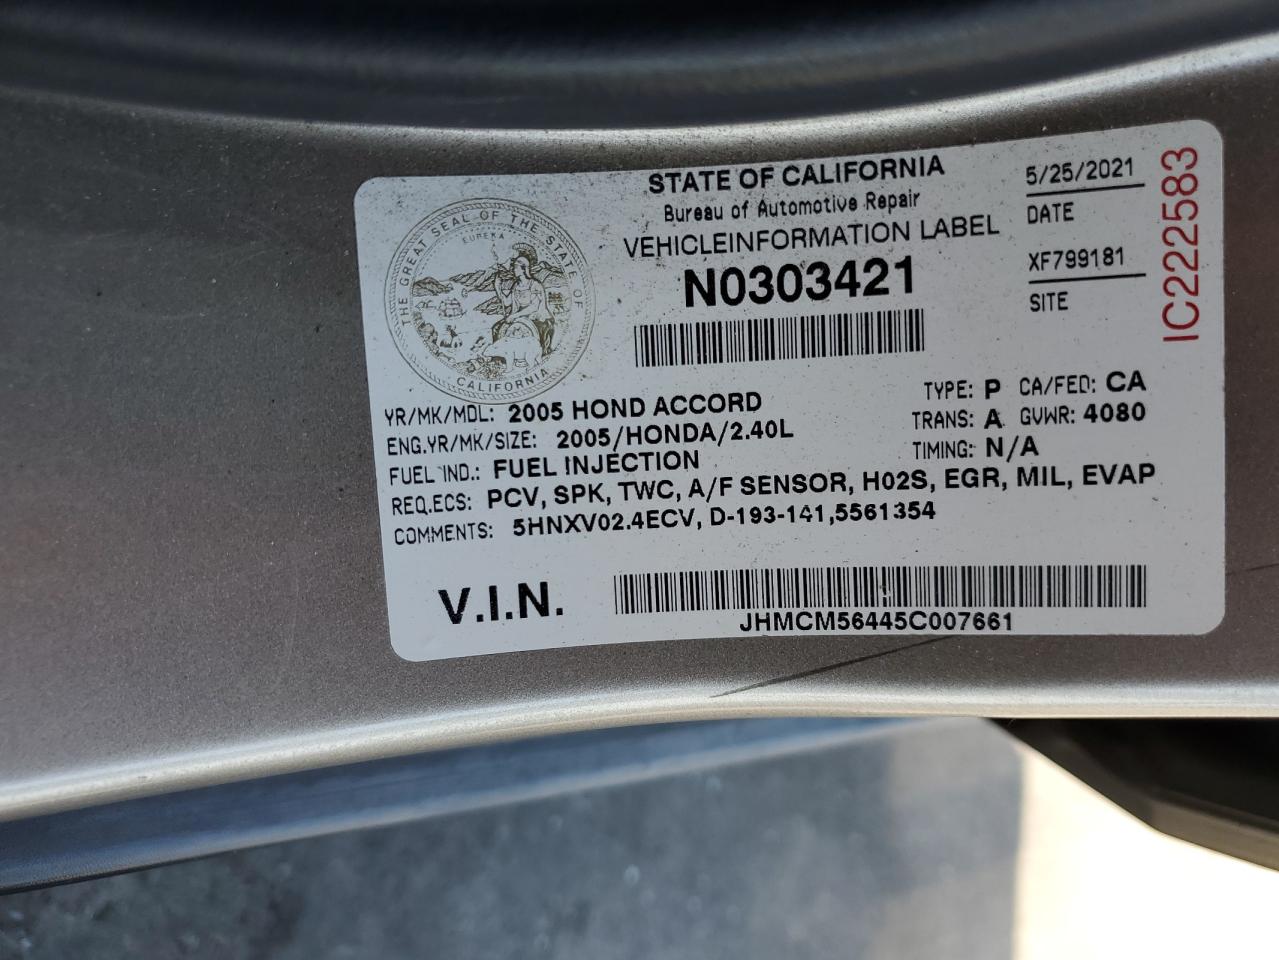 THE GREAT SEAL OF THE STATE OF
EUREKA
CALIFORNIA
STATE OF CALIFORNIA
Bureau of Automotive Repair
VEHICLEINFORMATION LABEL
N0303421
5/25/2021
DATE
XF799181
SITE
IC222583
YR/MK/MDL: 2005 HOND ACCORD
TYPE: P CA/FED: CA
ENG.YR/MK/SIZE: 2005/HONDA/2.40L
TRANS: A GVWR: 4080
FUEL IND.: FUEL INJECTION
TIMING: N/A
REQ.ECS: PCV, SPK, TWC, A/F SENSOR, H02S, EGR, MIL, EVAP
COMMENTS: 5HNXV02.4ECV, D-193-141,5561354
V.I.N.
JHMCM56445C007661